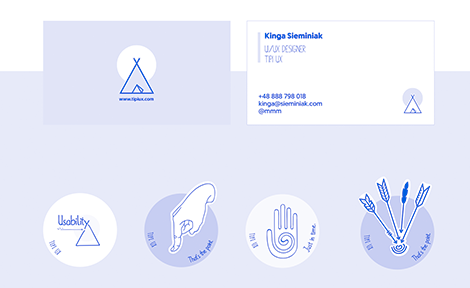 www.tipiux.com
Kinga Sieminiak
UI/UX DESIGNER
TIPI UX
+48 888 798 018
kinga@sieminiak.com
@mmm
Usability
TIPI UX
TIPI UX
That's the point.
TIPI UX
Just in time.
TIPI UX
That's the point.